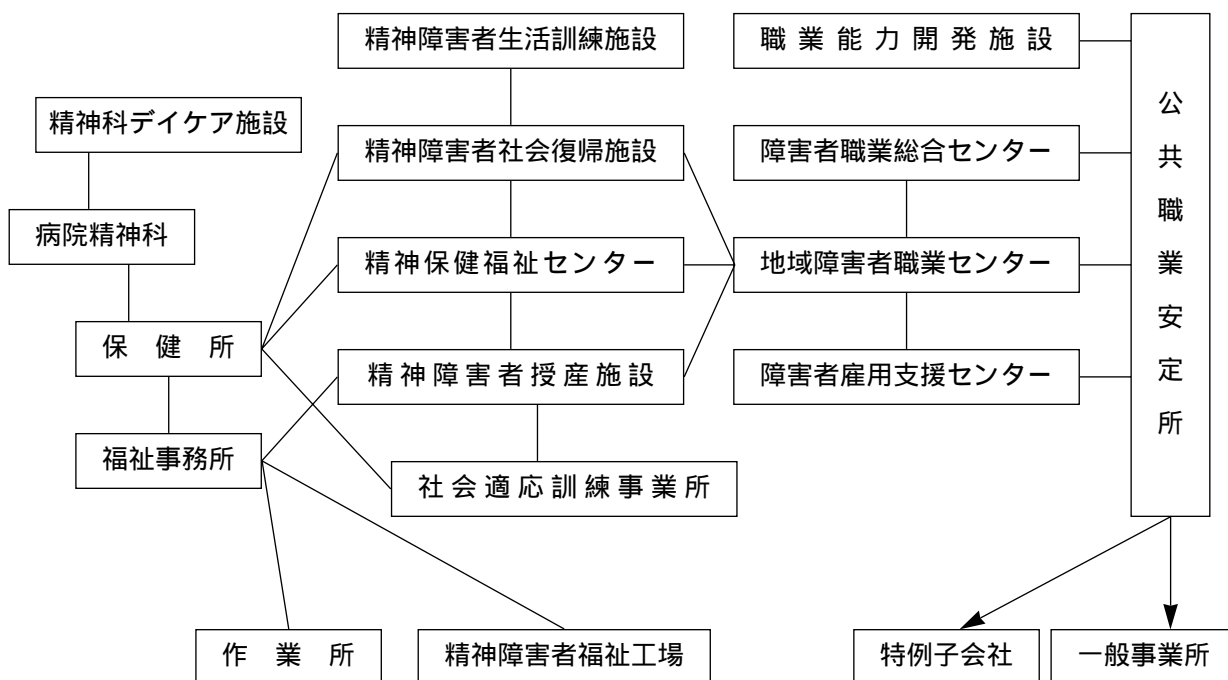 精神障害者生活訓練施設
職業能力開発施設
公共職業安定所
精神科デイケア施設
精神障害者社会復帰施設
障害者職業総合センター
病院精神科
精神保健福祉センター
地域障害者職業センター
保健所
精神障害者授産施設
障害者雇用支援センター
福祉事務所
社会適応訓練事業所
作業所
精神障害者福祉工場
特例子会社
一般事業所